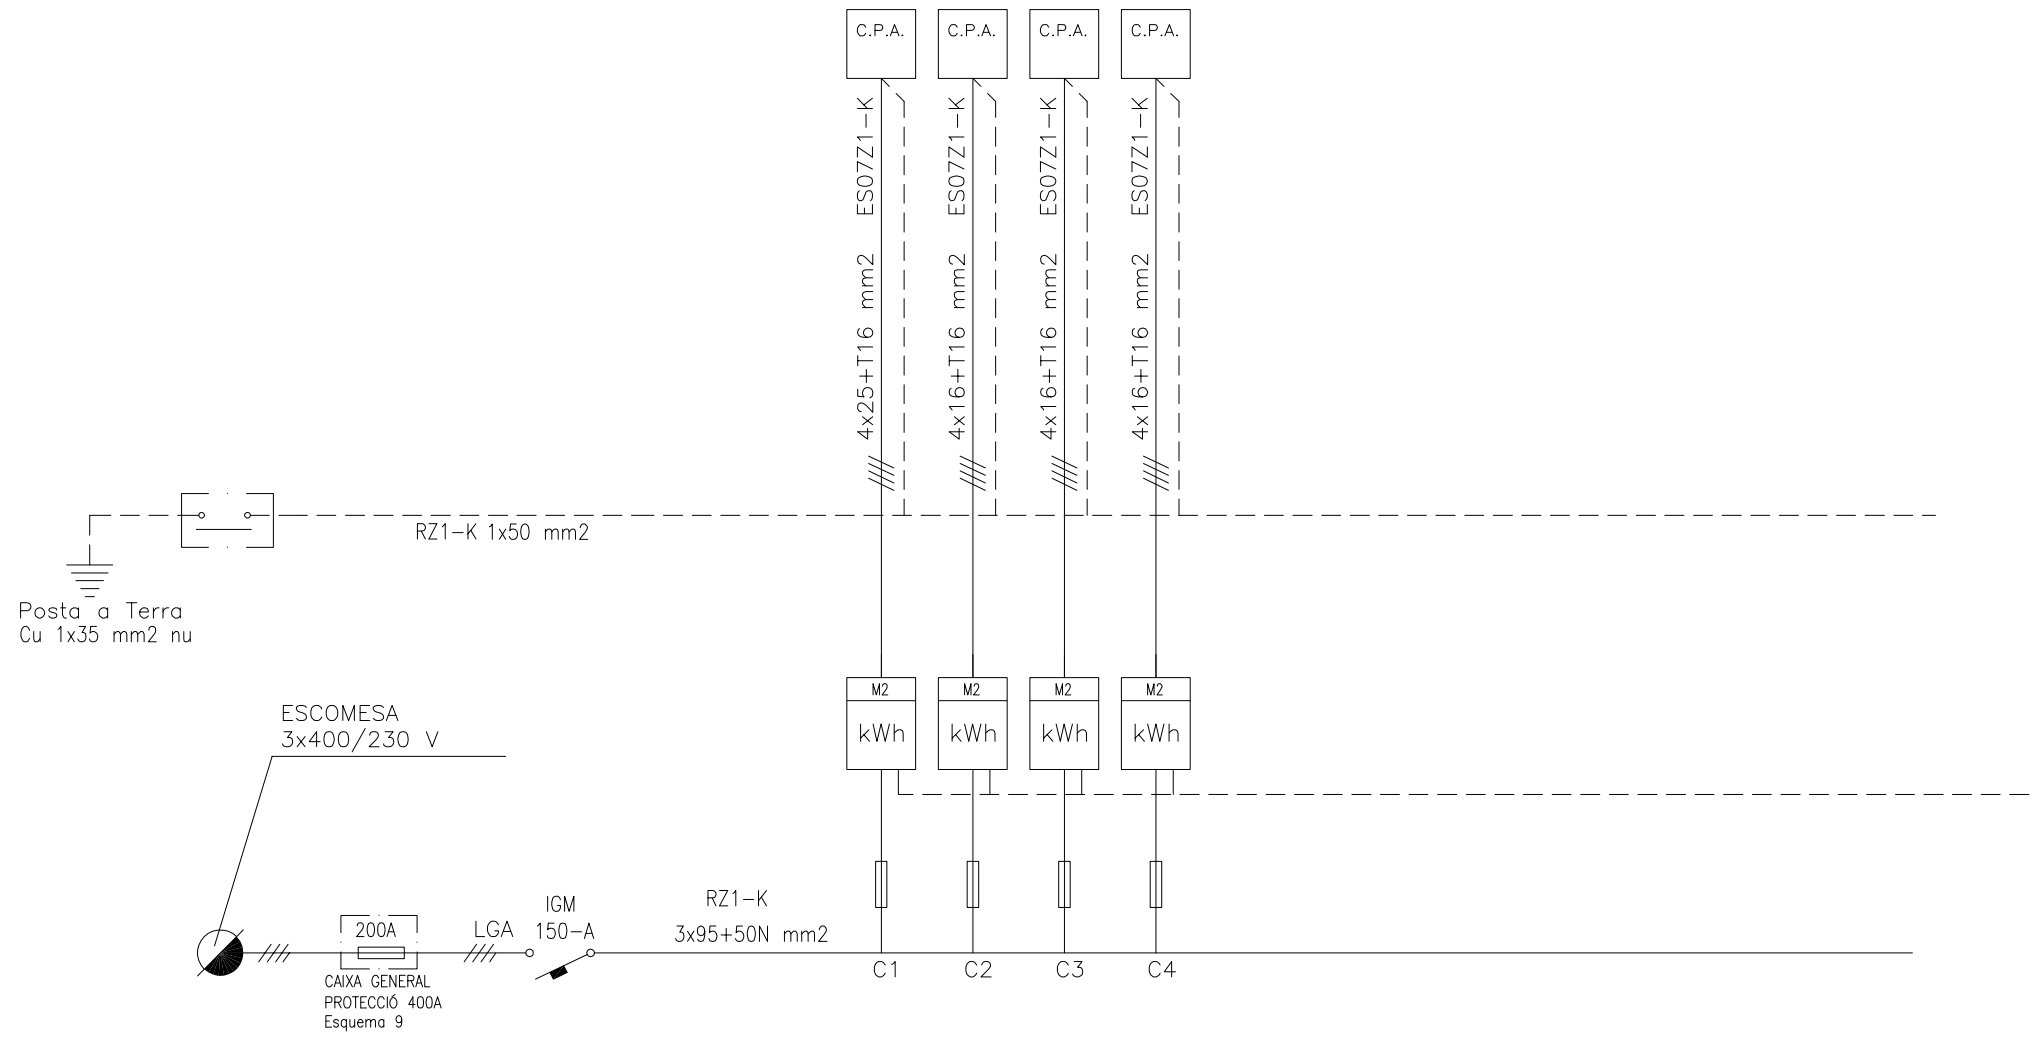 C.P.A.
C.P.A.
C.P.A.
C.P.A.
4x25+T16 mm2 ES07Z1-K
4x16+T16 mm2 ES07Z1-K
4x16+T16 mm2 ES07Z1-K
4x16+T16 mm2 ES07Z1-K
RZ1-K 1x50 mm2
Posta a Terra
Cu 1x35 mm2 nu
M2
M2
M2
M2
ESCOMESA
3x400/230 V
kWh
kWh
kWh
kWh
200A
LGA
IGM
150-A
RZ1-K
3x95+50N mm2
C1
C2
C3
C4
CAIXA GENERAL
PROTECCIÓ 400A
Esquema 9